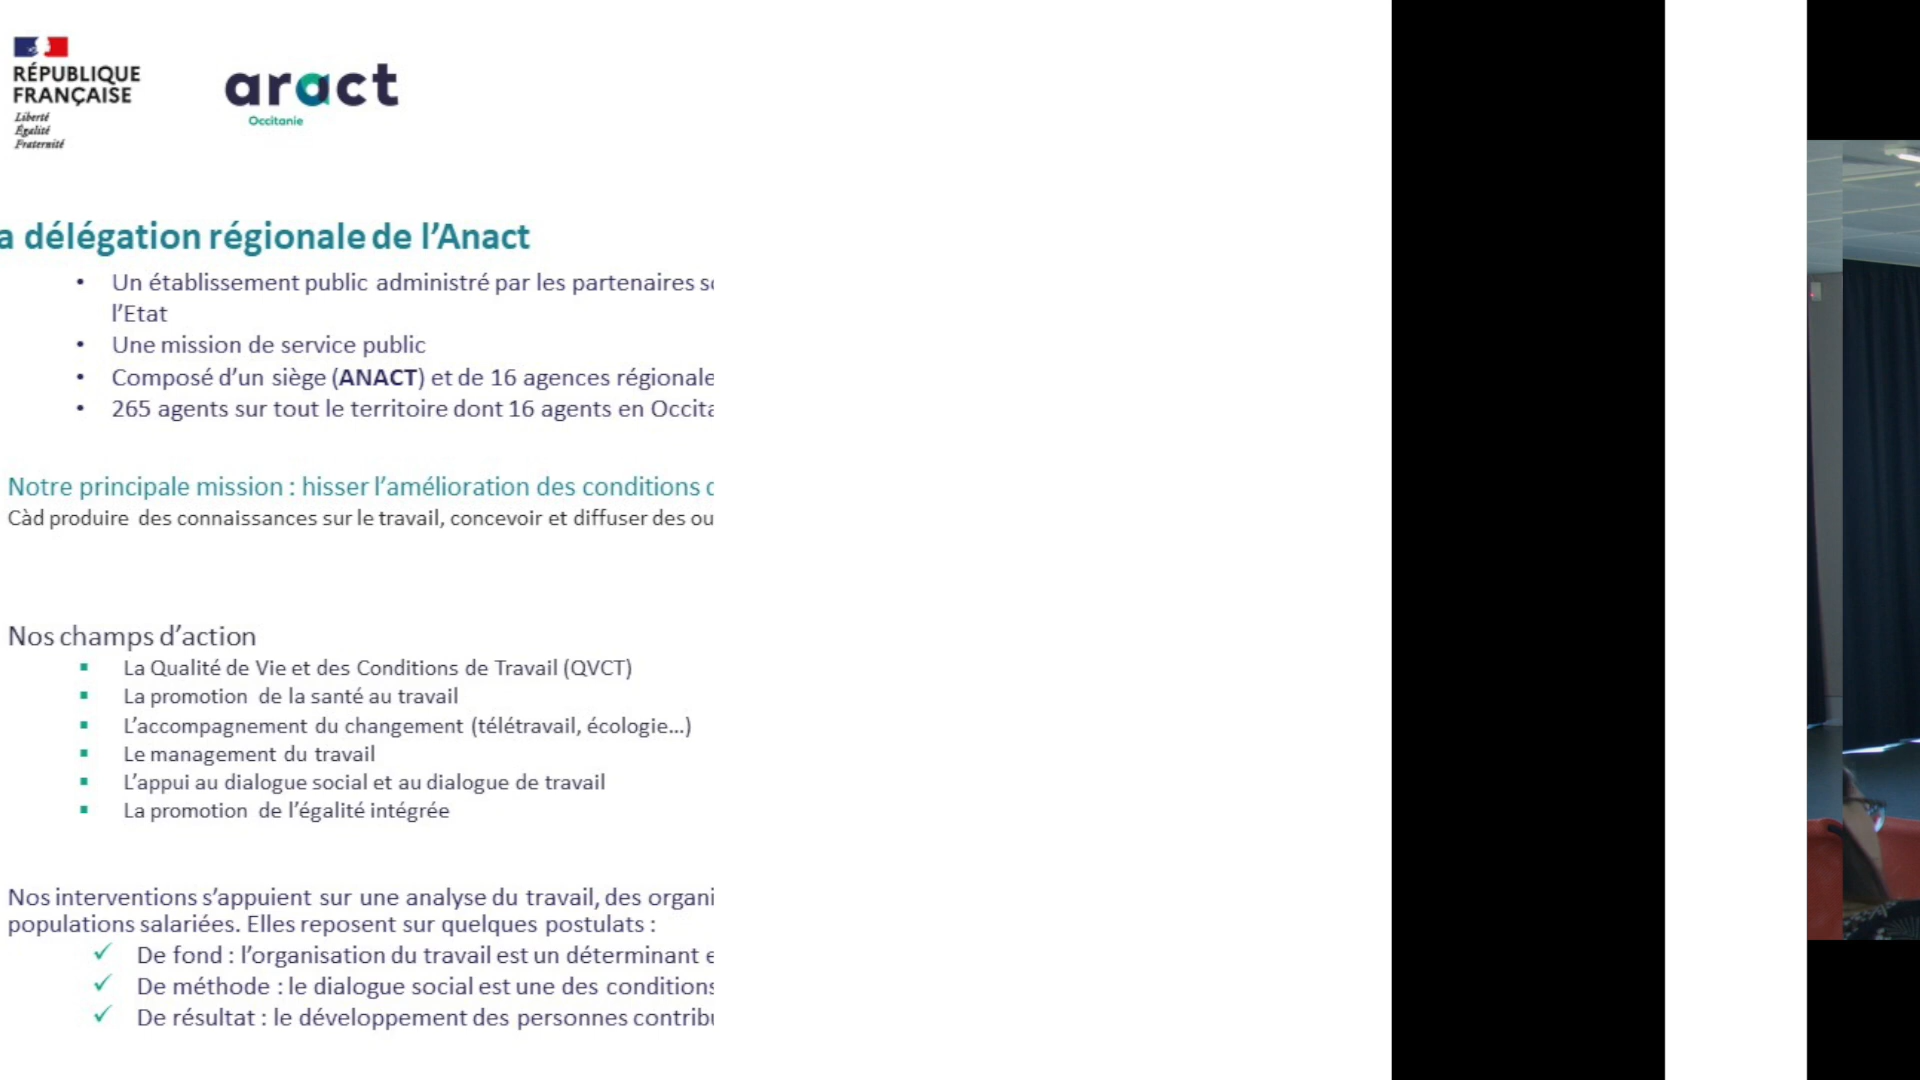 RÉPUBLIQUE
FRANÇAISE
Liberté
Égalité
Fraternité
aract
Occitanie
a délégation régionale de l'Anact
• Un établissement public administré par les partenaires
l'Etat
• Une mission de service public
• Composé d'un siège (ANACT) et de 16 agences régionale
• 265 agents sur tout le territoire dont 16 agents en Occita
Notre principale mission : hisser l'amélioration des conditions
Càd produire des connaissances sur le travail, concevoir et diffuser des ou
Nos champs d'action
▪ La Qualité de Vie et des Conditions de Travail (QVCT)
▪ La promotion de la santé au travail
▪ L'accompagnement du changement (télétravail, écologie…)
▪ Le management du travail
▪ L'appui au dialogue social et au dialogue de travail
▪ La promotion de l'égalité intégrée
Nos interventions s'appuient sur une analyse du travail, des organi
populations salariées. Elles reposent sur quelques postulats :
✓ De fond : l'organisation du travail est un déterminant e
✓ De méthode : le dialogue social est une des conditions
✓ De résultat : le développement des personnes contribu